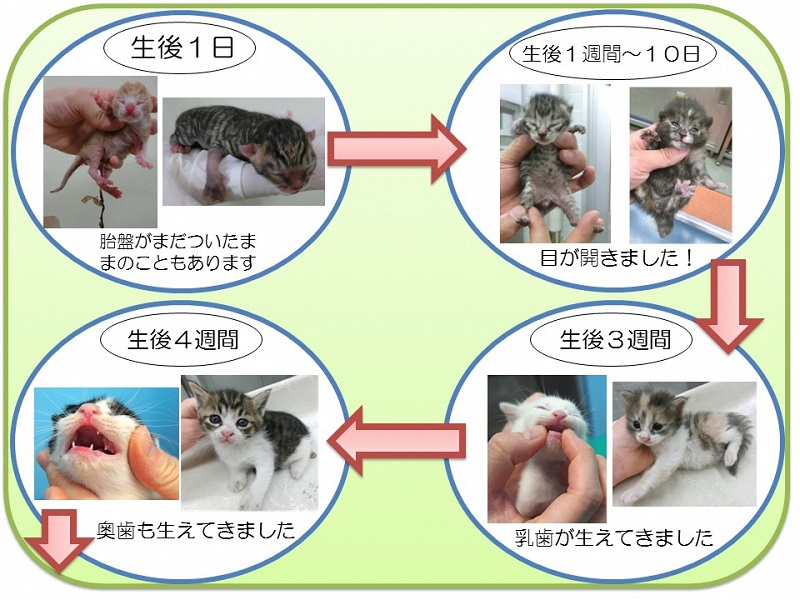 生後１日
胎盤がまだついたま
まのこともあります
生後１週間～１０日
目が開きました！
生後３週間
乳歯が生えてきました
生後４週間
奥歯も生えてきました